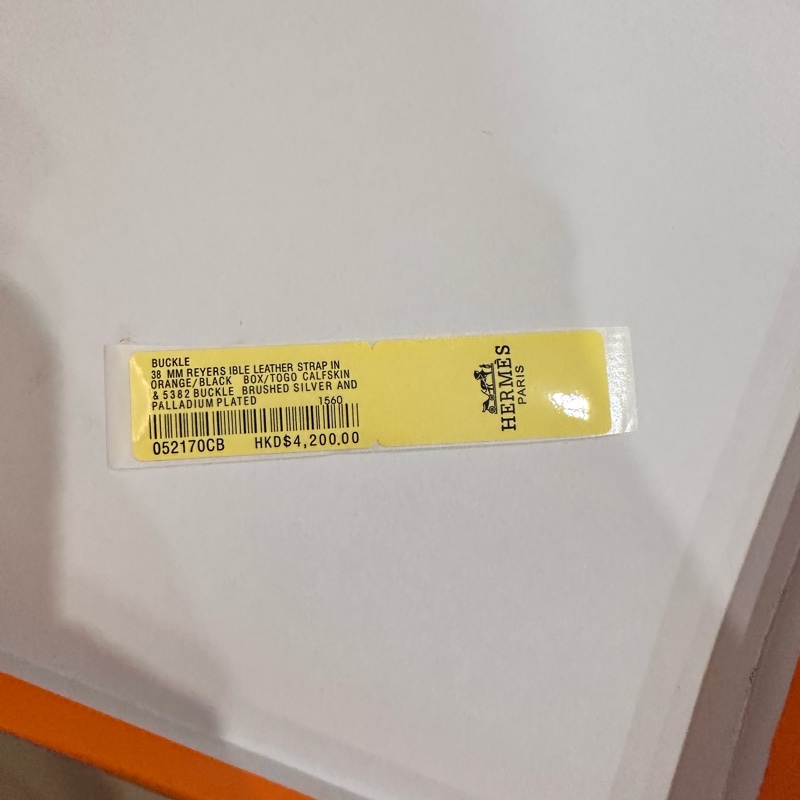 BUCKLE
38 MM REYERS IBLE LEATHER STRAP IN
ORANGE/BLACK BOX/TOGO CALFSKIN
& 5382 BUCKLE BRUSHED SILVER AND
PALLADIUM PLATED 1560
052170CB HKD$4,200.00
HERMÈS
PARIS